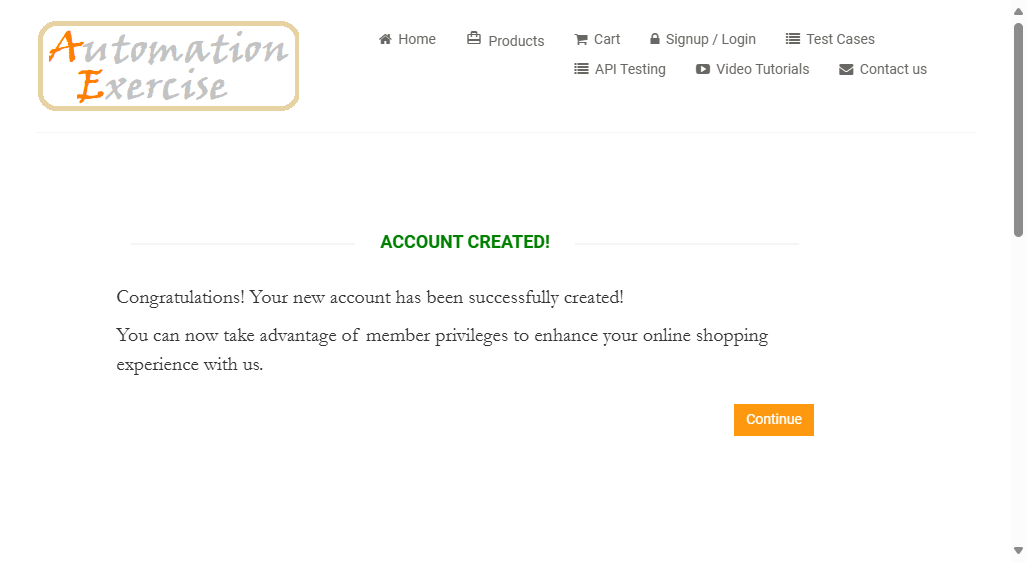 Automation
Exercise
Home Products Cart Signup / Login Test Cases
API Testing Video Tutorials Contact us
ACCOUNT CREATED!
Congratulations! Your new account has been successfully created!
You can now take advantage of member privileges to enhance your online shopping
experience with us.
Continue